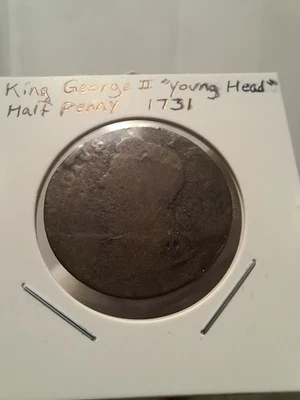 King George II "Young Head"
Half Penny 1731